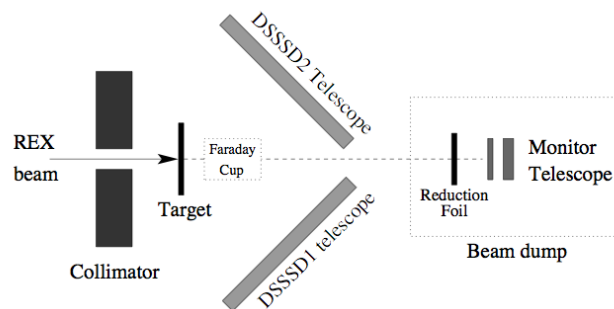 DSSSD2 Telescope
REX
beam
Faraday
Cup
Target
Collimator
DSSSD1 telescope
Monitor
Telescope
Reduction
Foil
Beam dump